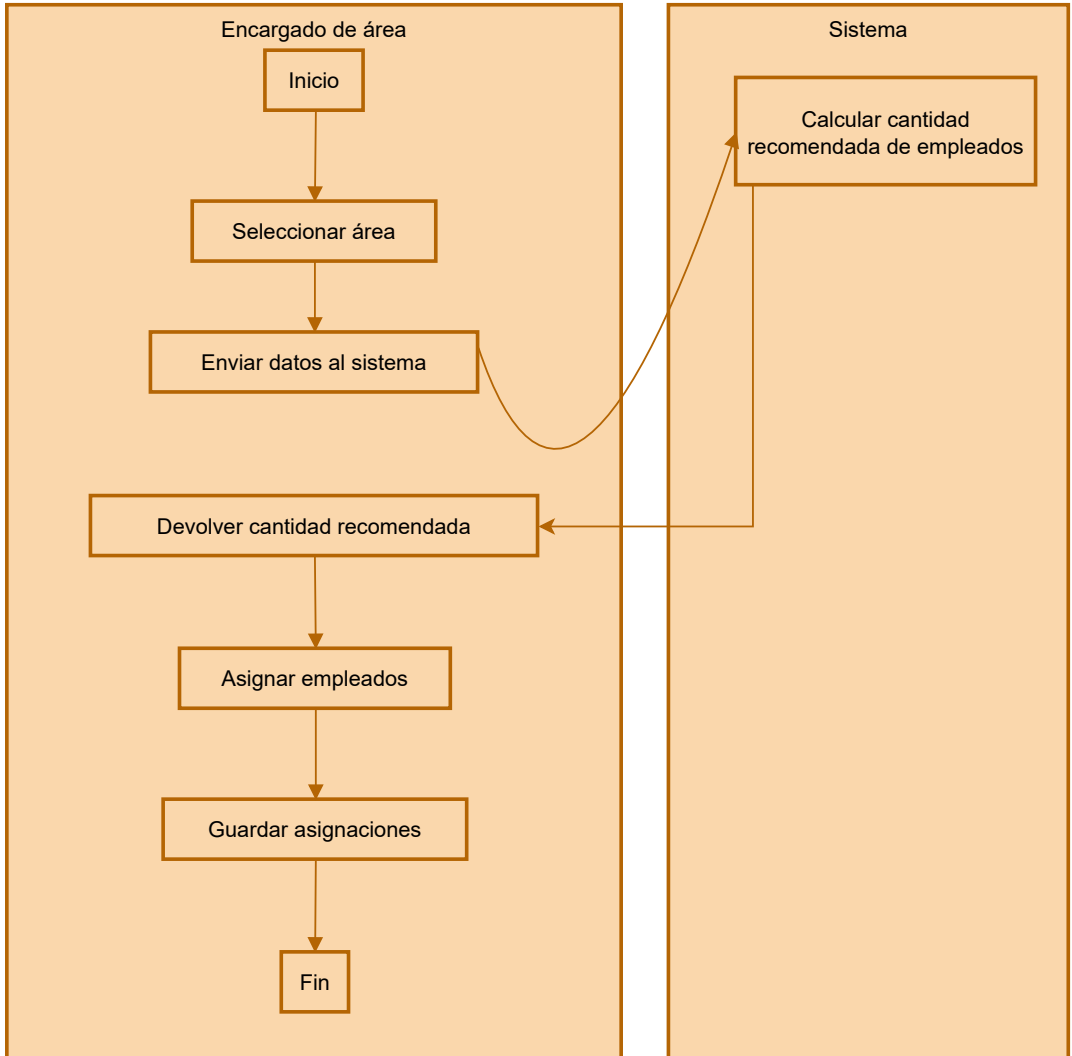 Encargado de área
Inicio
Seleccionar área
Enviar datos al sistema
Devolver cantidad recomendada
Asignar empleados
Guardar asignaciones
Fin
Sistema
Calcular cantidad
recomendada de empleados